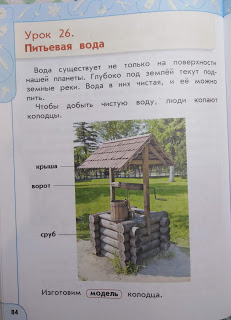 Урок 26.
Питьевая вода
Вода существует не только на поверхности
нашей планеты. Глубоко под землёй текут под-
земные реки. Вода в них чистая, и её можно
пить.
Чтобы добыть чистую воду, люди копают
колодцы.
крыша
ворот
сруб
Изготовим модель колодца.
84